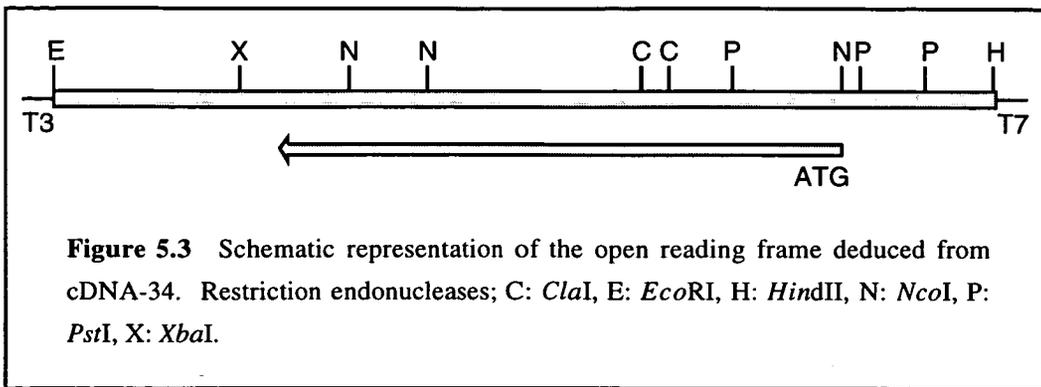 E X N N C C P N P P H
T3 T7
ATG
Figure 5.3 Schematic representation of the open reading frame deduced from
cDNA-34. Restriction endonucleases; C: ClaI, E: EcoRI, H: HindII, N: NcoI, P:
PstI, X: XbaI.